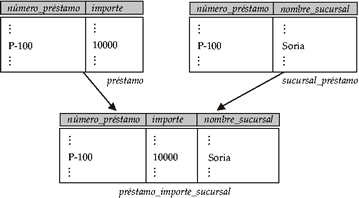 número_préstamo importe
⋮ ⋮
P-100 10000
⋮ ⋮
préstamo
número_préstamo nombre_sucursal
⋮ ⋮
P-100 Soria
⋮ ⋮
sucursal_préstamo
número_préstamo importe nombre_sucursal
⋮ ⋮ ⋮
P-100 10000 Soria
⋮ ⋮ ⋮
préstamo_importe_sucursal